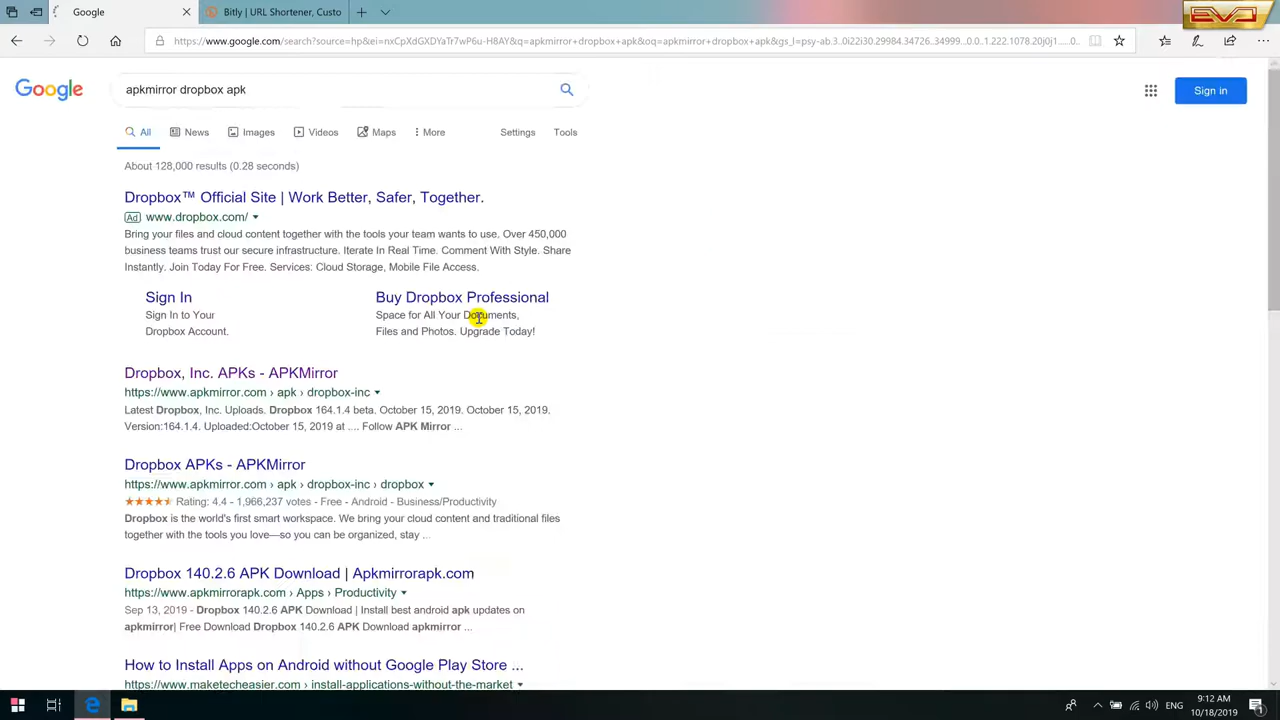 Google
Bitly | URL Shortener, Custo
EVO
https://www.google.com/search?source=hp&ei=nxCpXdGXDYaTr7wP6u-H8AY&q=apkmirror+dropbox+apk&oq=apkmirror+dropbox+apk&gs_l=psy-ab.3..0i22i30.29984.34726..34999...0.0..1.222.1078.20j0j1......0..
Google
apkmirror dropbox apk
Sign in
All
News
Images
Videos
Maps
More
Settings
Tools
About 128,000 results (0.28 seconds)
Dropbox™ Official Site | Work Better, Safer, Together.
Ad www.dropbox.com/
Bring your files and cloud content together with the tools your team wants to use. Over 450,000
business teams trust our secure infrastructure. Iterate In Real Time. Comment With Style. Share
Instantly. Join Today For Free. Services: Cloud Storage, Mobile File Access.
Sign In
Buy Dropbox Professional
Sign In to Your
Space for All Your Documents,
Dropbox Account.
Files and Photos. Upgrade Today!
Dropbox, Inc. APKs - APKMirror
https://www.apkmirror.com › apk › dropbox-inc
Latest Dropbox, Inc. Uploads. Dropbox 164.1.4 beta. October 15, 2019. October 15, 2019.
Version:164.1.4. Uploaded:October 15, 2019 at .... Follow APK Mirror ...
Dropbox APKs - APKMirror
https://www.apkmirror.com › apk › dropbox-inc › dropbox
Rating: 4.4 - 1,966,237 votes - Free - Android - Business/Productivity
Dropbox is the world's first smart workspace. We bring your cloud content and traditional files
together with the tools you love—so you can be organized, stay ...
Dropbox 140.2.6 APK Download | Apkmirrorapk.com
https://www.apkmirrorapk.com › Apps › Productivity
Sep 13, 2019 - Dropbox 140.2.6 APK Download | Install best android apk updates on
apkmirror| Free Download Dropbox 140.2.6 APK Download apkmirror ...
How to Install Apps on Android without Google Play Store ...
https://www.maketecheasier.com › install-applications-without-the-market
ENG
9:12 AM
10/18/2019
1